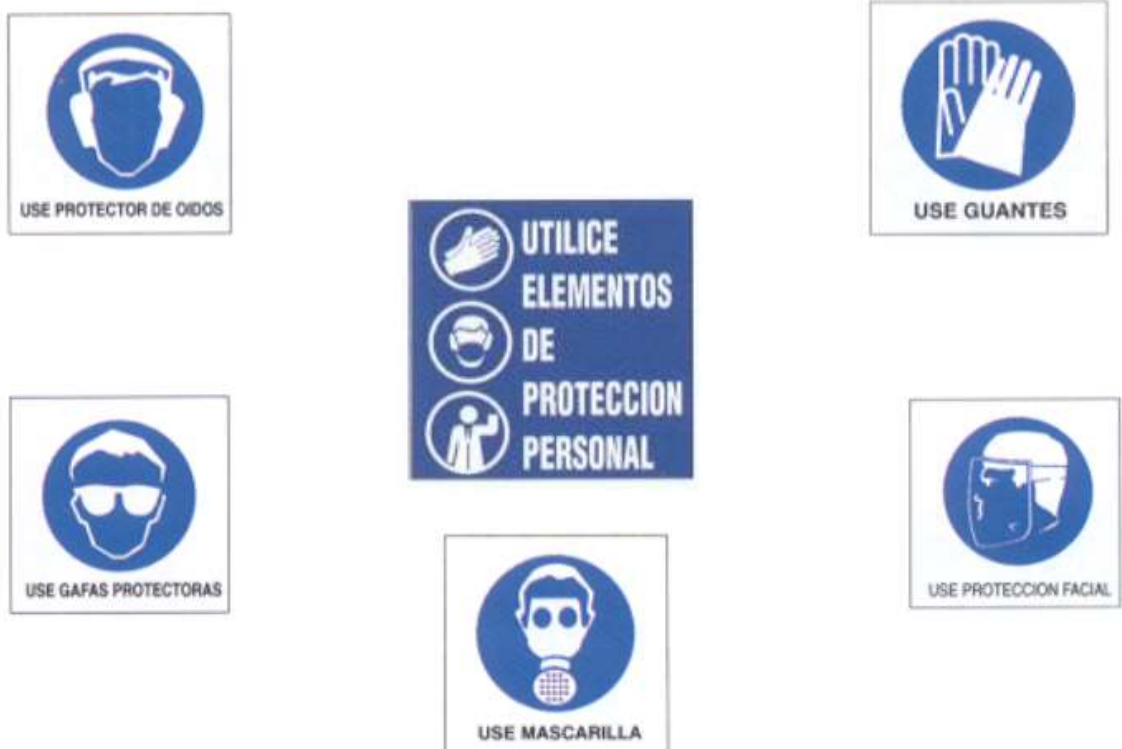 USE PROTECTOR DE OIDOS
USE GUANTES
UTILICE
ELEMENTOS
DE
PROTECCION
PERSONAL
USE GAFAS PROTECTORAS
USE PROTECCION FACIAL
USE MASCARILLA